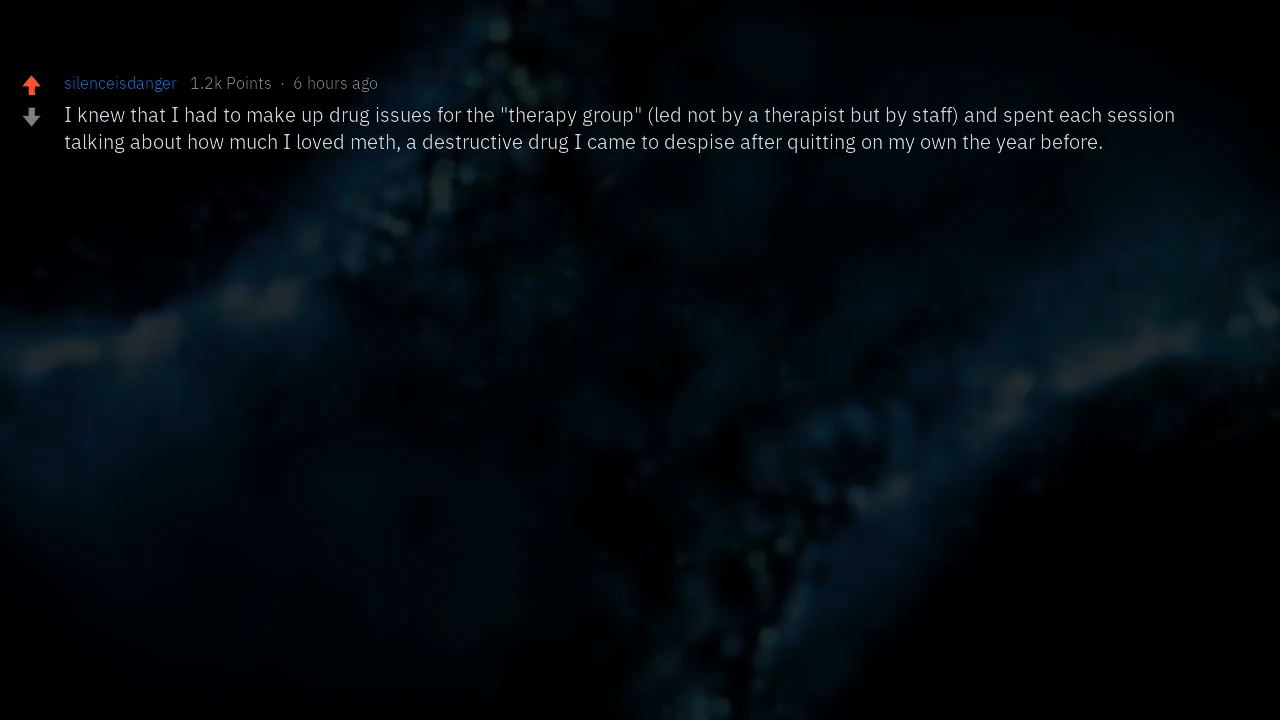 silenceisdanger 1.2k Points · 6 hours ago
I knew that I had to make up drug issues for the "therapy group" (led not by a therapist but by staff) and spent each session
talking about how much I loved meth, a destructive drug I came to despise after quitting on my own the year before.